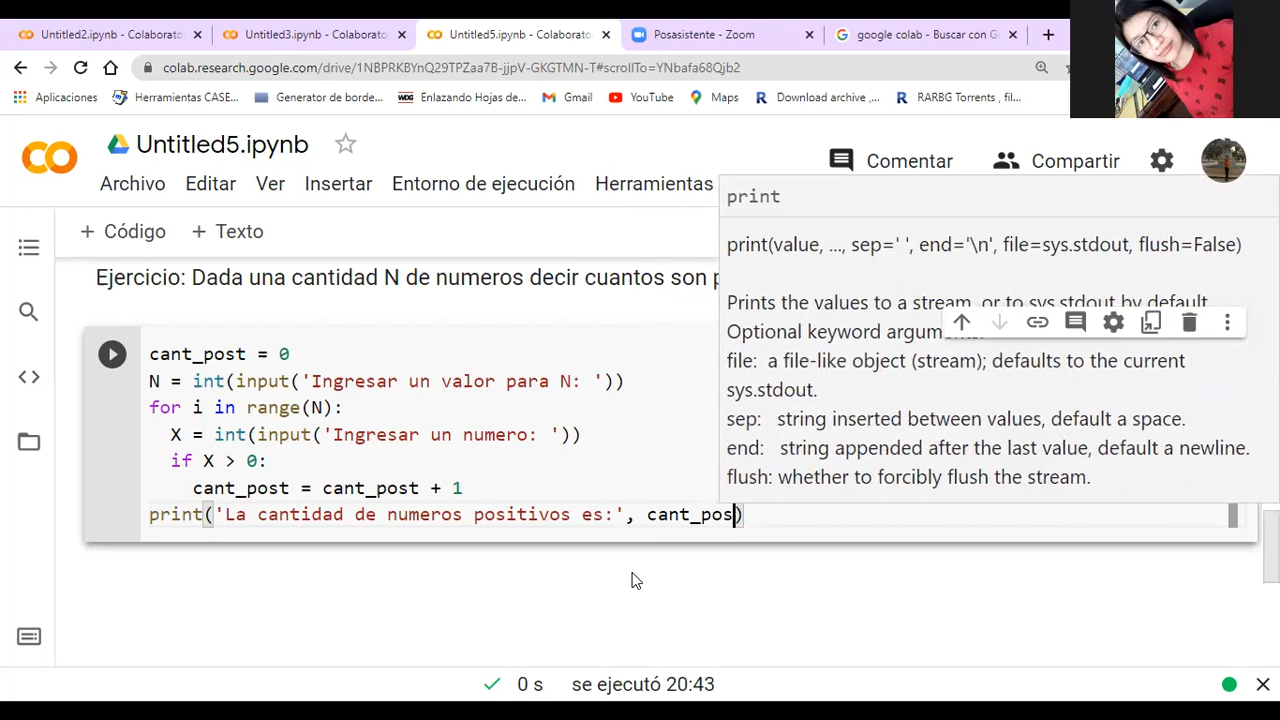 Untitled2.ipynb - Colaborato
Untitled3.ipynb - Colaborato
Untitled5.ipynb - Colaborato
Posasistente - Zoom
google colab - Buscar con G
colab.research.google.com/drive/1NBPRKBrnQ29TPZaa7B-jjpV-GKGTMN-T#scrollTo=YNbafa68Qjb2
Aplicaciones
Herramientas CASE...
Generator de borde...
Enlazando Hojas de...
Gmail
YouTube
Maps
Download archive ,...
RARBG Torrents , fil...
Untitled5.ipynb
Comentar
Compartir
Archivo Editar Ver Insertar Entorno de ejecución Herramientas
+ Código + Texto
Ejercicio: Dada una cantidad N de numeros decir cuantos son p
cant_post = 0
N = int(input('Ingresar un valor para N: '))
for i in range(N):
X = int(input('Ingresar un numero: '))
if X > 0:
cant_post = cant_post + 1
print('La cantidad de numeros positivos es:', cant_pos)
print
print(value, ..., sep=' ', end='\n', file=sys.stdout, flush=False)
Prints the values to a stream, or to sys.stdout by default.
Optional keyword arguments:
file: a file-like object (stream); defaults to the current
sys.stdout.
sep: string inserted between values, default a space.
end: string appended after the last value, default a newline.
flush: whether to forcibly flush the stream.
0 s se ejecutó 20:43